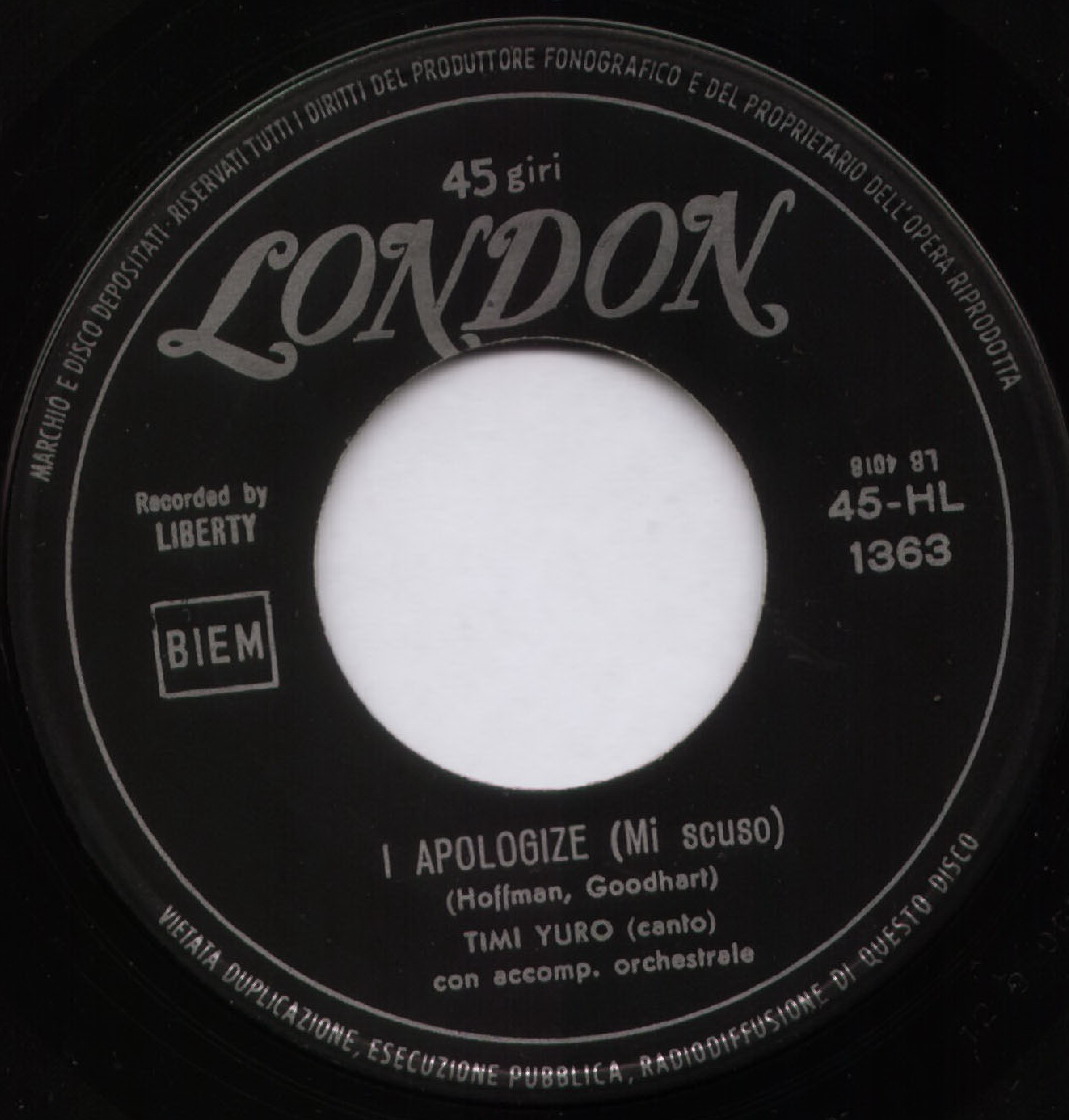 MARCHIO E DISCO DEPOSITATI - RISERVATI TUTTI I DIRITTI DEL PRODUTTORE FONOGRAFICO E DEL PROPRIETARIO DELL'OPERA RIPRODOTTA
45 giri
LONDON
Recorded by
LIBERTY
BIEM
LB 4018
45-HL
1363
I APOLOGIZE (Mi scuso)
(Hoffman, Goodhart)
TIMI YURO (canto)
con accomp. orchestrale
VIETATA DUPLICAZIONE, ESECUZIONE PUBBLICA, RADIODIFFUSIONE DI QUESTO DISCO